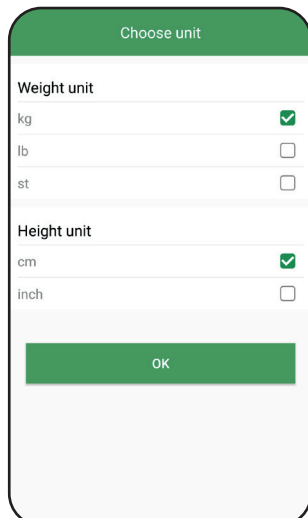 Choose unit
Weight unit
kg
lb
st
Height unit
cm
inch
OK